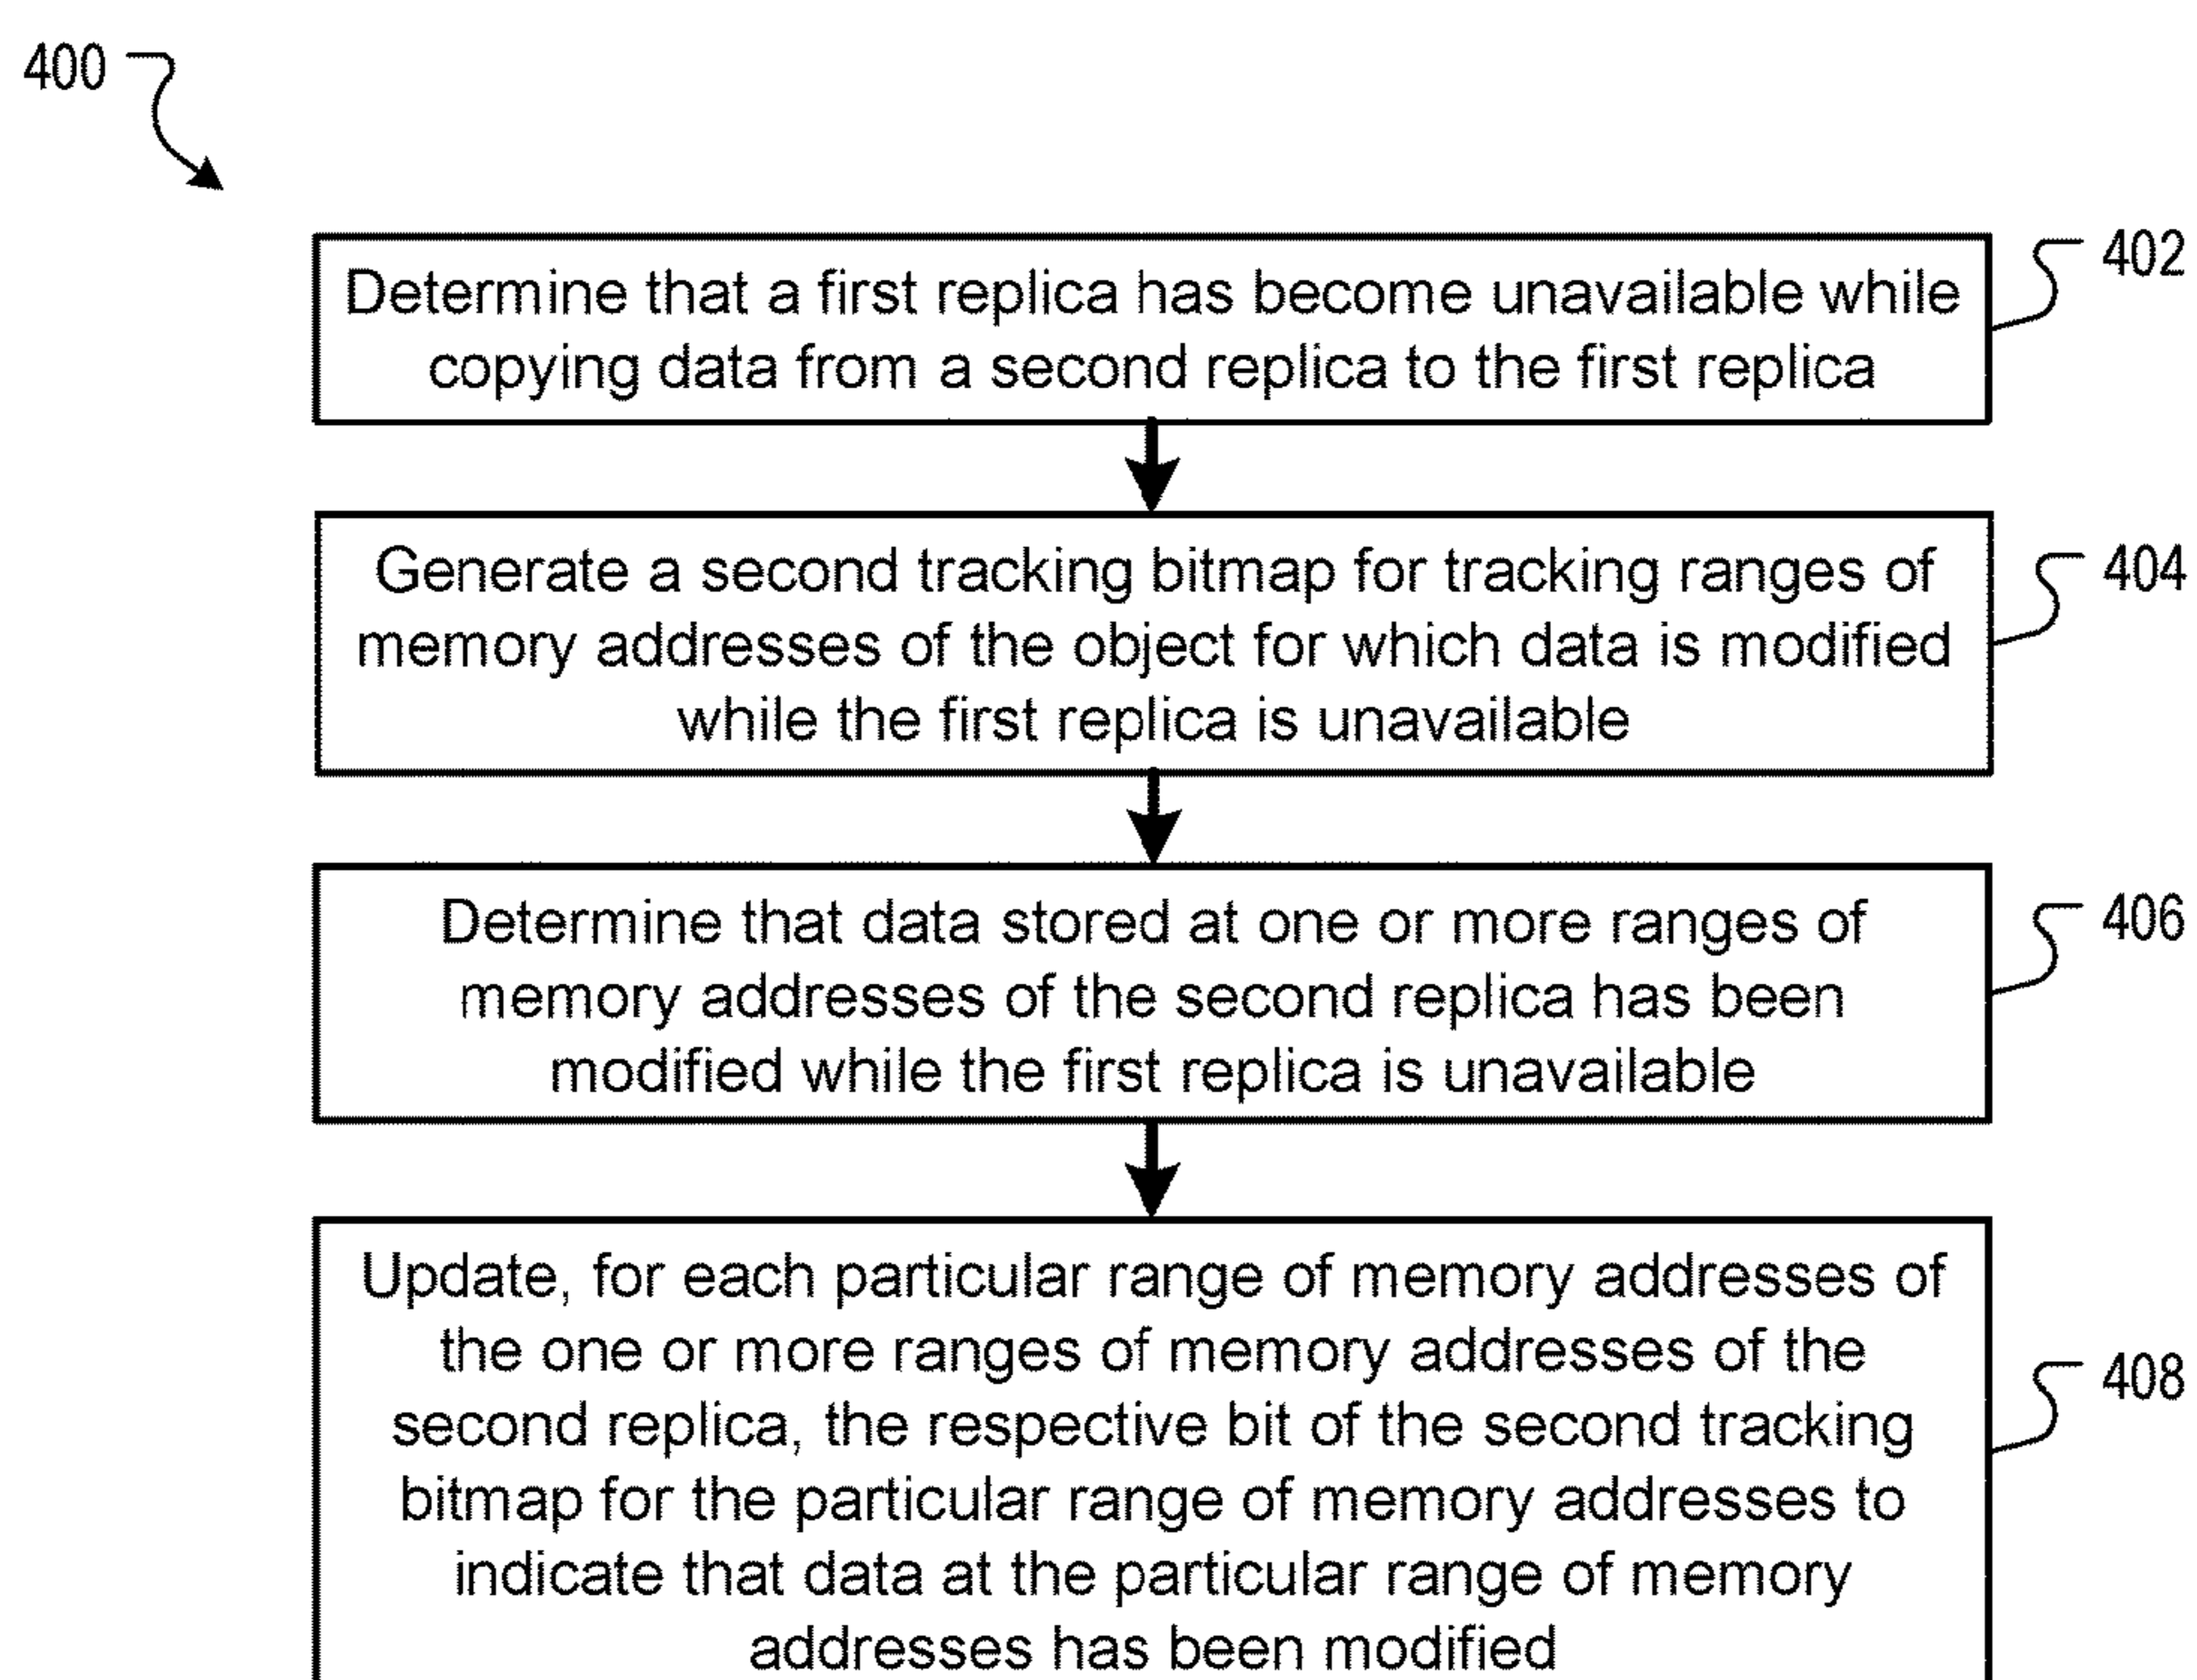 400
Determine that a first replica has become unavailable while
copying data from a second replica to the first replica
402
Generate a second tracking bitmap for tracking ranges of
memory addresses of the object for which data is modified
while the first replica is unavailable
404
Determine that data stored at one or more ranges of
memory addresses of the second replica has been
modified while the first replica is unavailable
406
Update, for each particular range of memory addresses of
the one or more ranges of memory addresses of the
second replica, the respective bit of the second tracking
bitmap for the particular range of memory addresses to
indicate that data at the particular range of memory
addresses has been modified
408